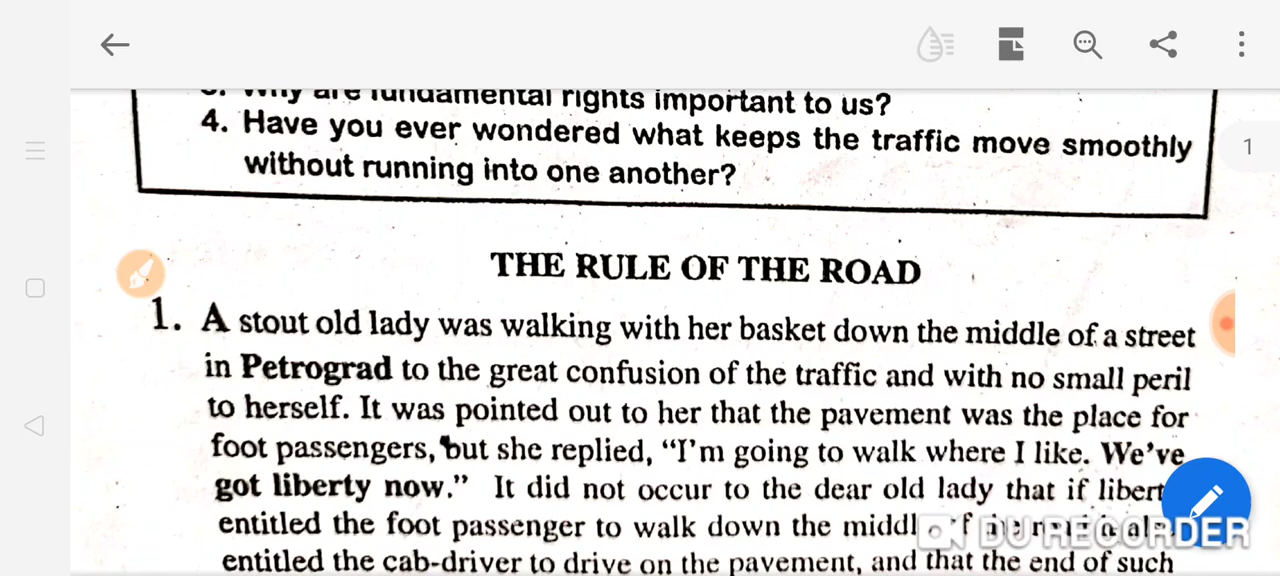 3. Why are fundamental rights important to us?
4. Have you ever wondered what keeps the traffic move smoothly
1
without running into one another?
THE RULE OF THE ROAD
1. A stout old lady was walking with her basket down the middle of a street
in Petrograd to the great confusion of the traffic and with no small peril
to herself. It was pointed out to her that the pavement was the place for
foot passengers, but she replied, “I'm going to walk where I like. We've
got liberty now.” It did not occur to the dear old lady that if
entitled the foot passenger to walk down the
DU RECORDER
entitled the cab-driver to drive on the pavement, and that the end of such